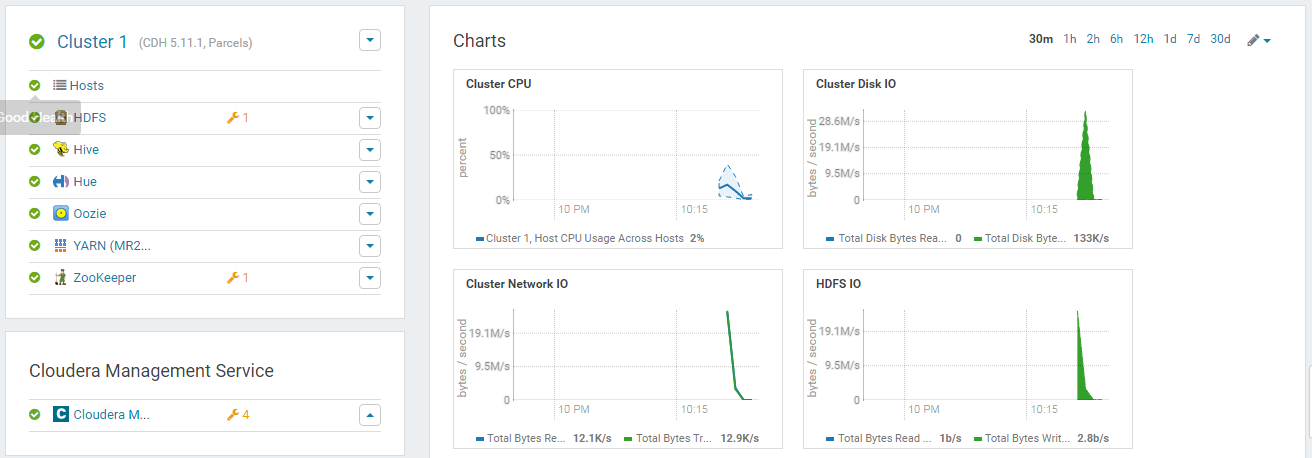 Cluster 1 (CDH 5.11.1, Parcels)
Hosts
Good Health
HDFS 1
Hive
Hue
Oozie
YARN (MR2...
ZooKeeper 1
Cloudera Management Service
Cloudera M... 4
Charts
30m 1h 2h 6h 12h 1d 7d 30d
Cluster CPU
percent
100%
50%
0%
10 PM 10:15
Cluster 1, Host CPU Usage Across Hosts 2%
Cluster Disk IO
bytes / second
28.6M/s
19.1M/s
9.5M/s
0
10 PM 10:15
Total Disk Bytes Rea... 0 Total Disk Byte... 133K/s
Cluster Network IO
bytes / second
19.1M/s
9.5M/s
0
10 PM 10:15
Total Bytes Re... 12.1K/s Total Bytes Tr... 12.9K/s
HDFS IO
bytes / second
19.1M/s
9.5M/s
0
10 PM 10:15
Total Bytes Read ... 1b/s Total Bytes Writ... 2.8b/s